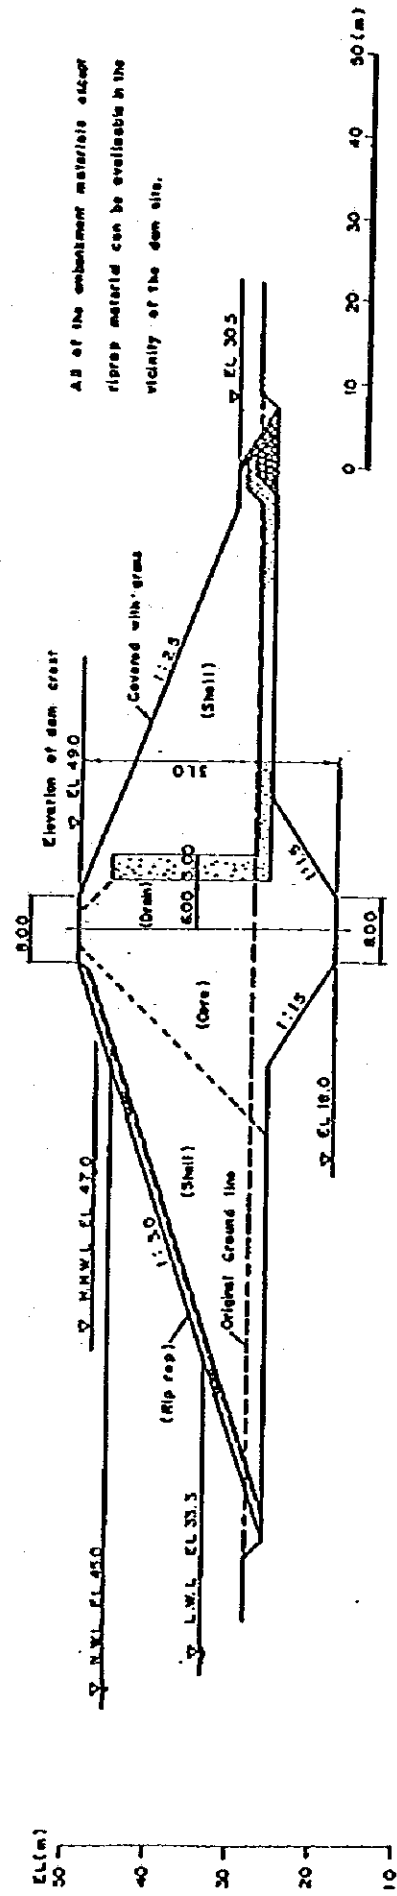 EL(m)
50
40
30
20
10
▽ N.W.L EL 45.0
▽ H.H.W.L EL 47.0
▽ L.W.L EL 33.3
(Rip rap)
1:3.0
(Shell)
Original Ground line
8.00
(Core)
(Drain)
6.00 3.00
1:1.5
▽ EL 18.0
8.00
1:1.5
Elevation of dam crest
▽ EL 49.0
31.0
Covered with grass
1:2.5
(Shell)
▽ EL 30.5
All of the embankment materials except
riprap material can be available in the
vicinity of the dam site.
0 10 20 30 40 50 (m)